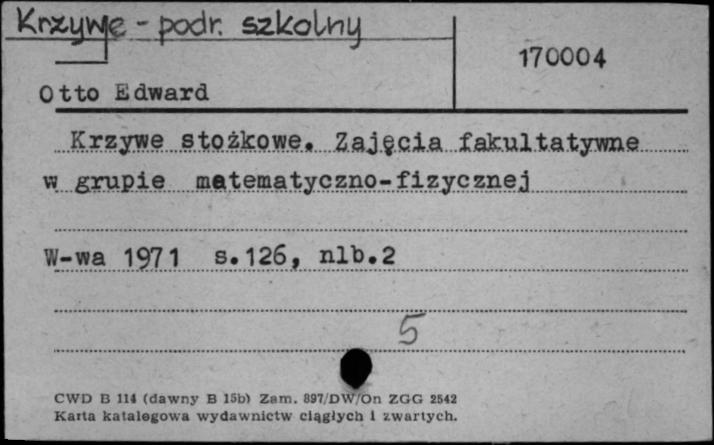 Krzywe - podr. szkolny
170004
Otto Edward
Krzywe stożkowe. Zajęcia fakultatywne
w grupie matematyczno-fizycznej
W-wa 1971 s.126, nlb.2
5
CWD B 114 (dawny B 15b) Zam. 897/DW/On ZGG 2542
Karta katalogowa wydawnictw ciągłych i zwartych.